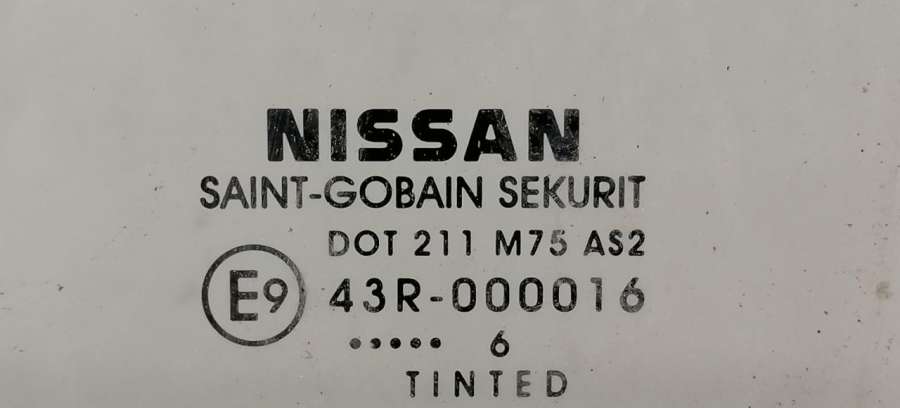 NISSAN
SAINT-GOBAIN SEKURIT
DOT 211 M75 AS2
E9 43R-000016
••••• 6
TINTED